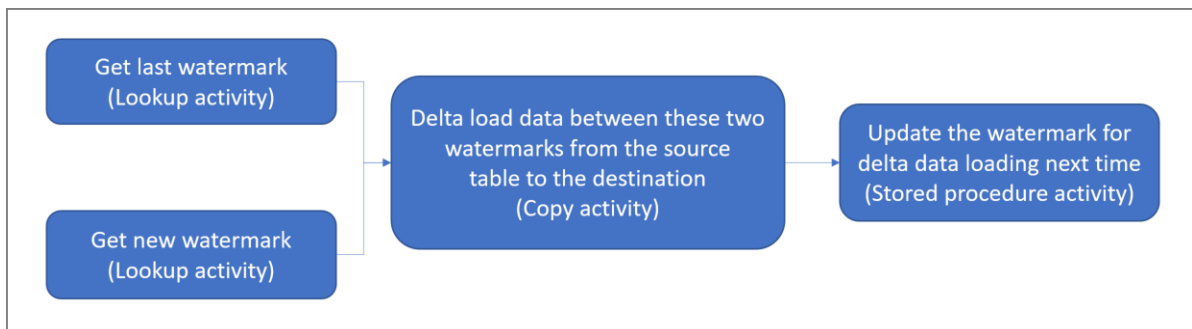 Get last watermark
(Lookup activity)
Get new watermark
(Lookup activity)
Delta load data between these two
watermarks from the source
table to the destination
(Copy activity)
Update the watermark for
delta data loading next time
(Stored procedure activity)